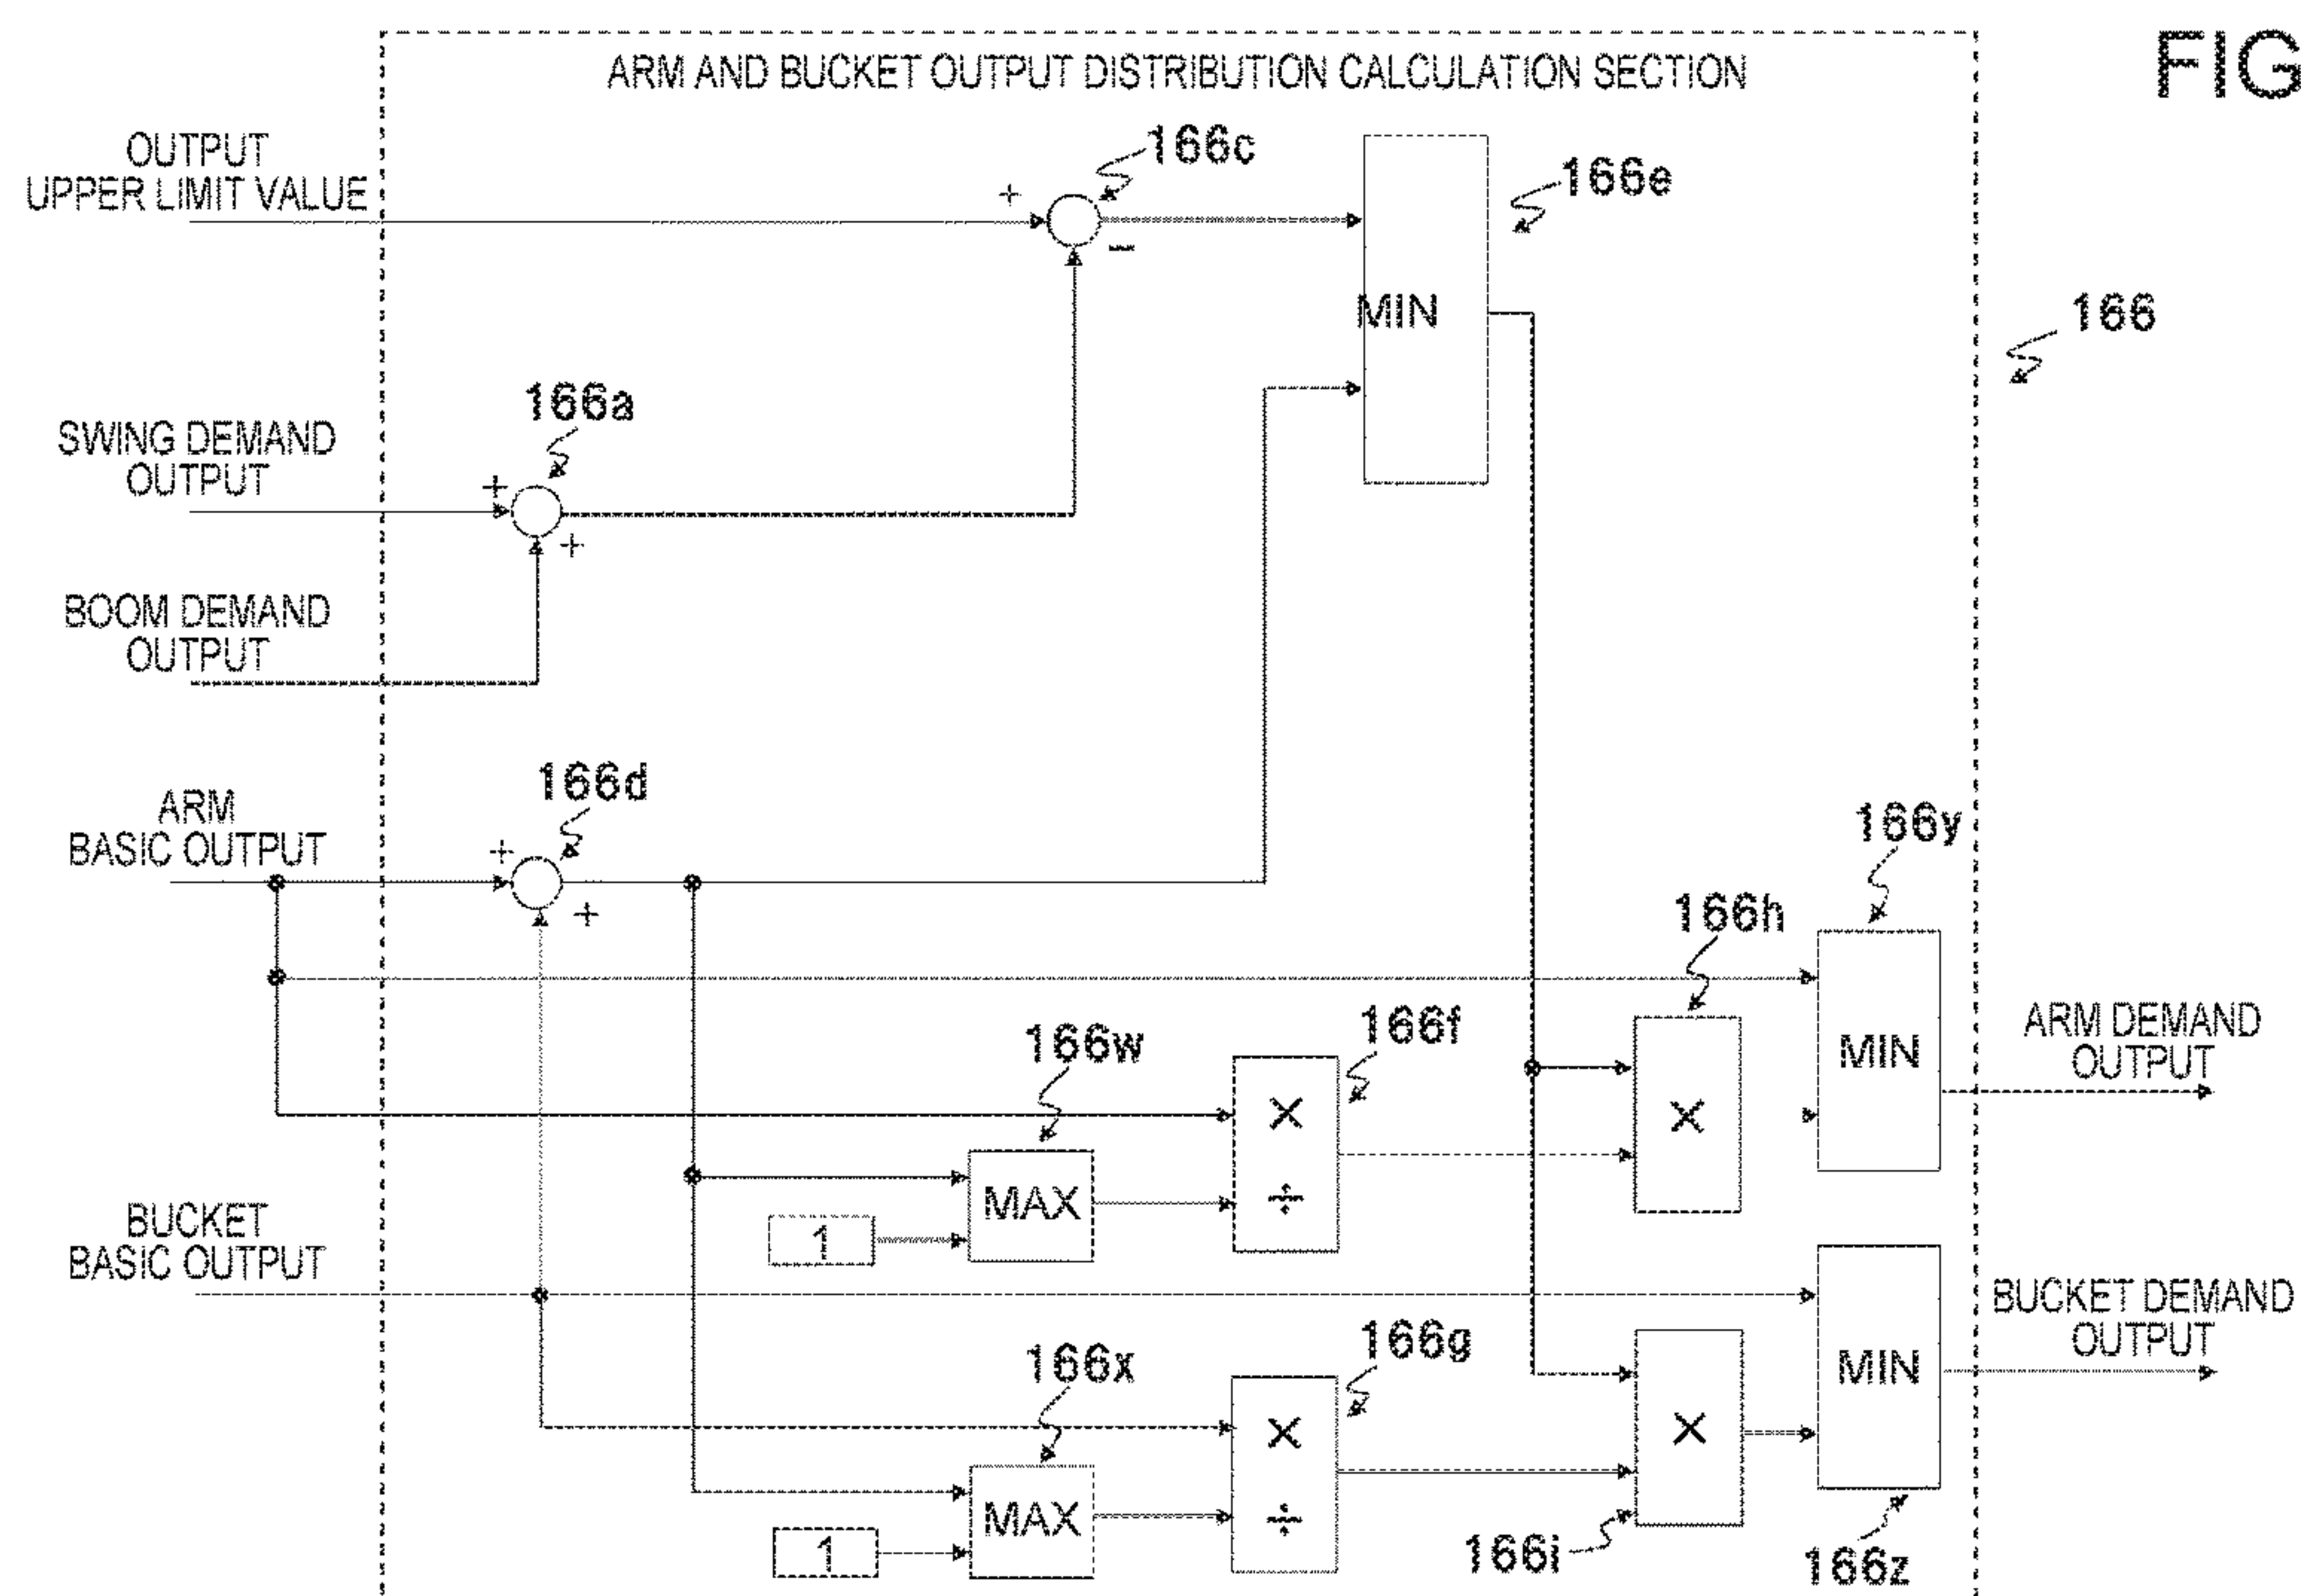 FIG
ARM AND BUCKET OUTPUT DISTRIBUTION CALCULATION SECTION
OUTPUT
UPPER LIMIT VALUE
+
166c
−
166e
MIN
166
SWING DEMAND
OUTPUT
166a
+
+
BOOM DEMAND
OUTPUT
ARM
BASIC OUTPUT
166d
+
+
166y
166h
166w
166f
×
÷
MAX
1
×
MIN
ARM DEMAND
OUTPUT
BUCKET
BASIC OUTPUT
166x
166g
×
÷
MAX
1
×
166i
MIN
166z
BUCKET DEMAND
OUTPUT